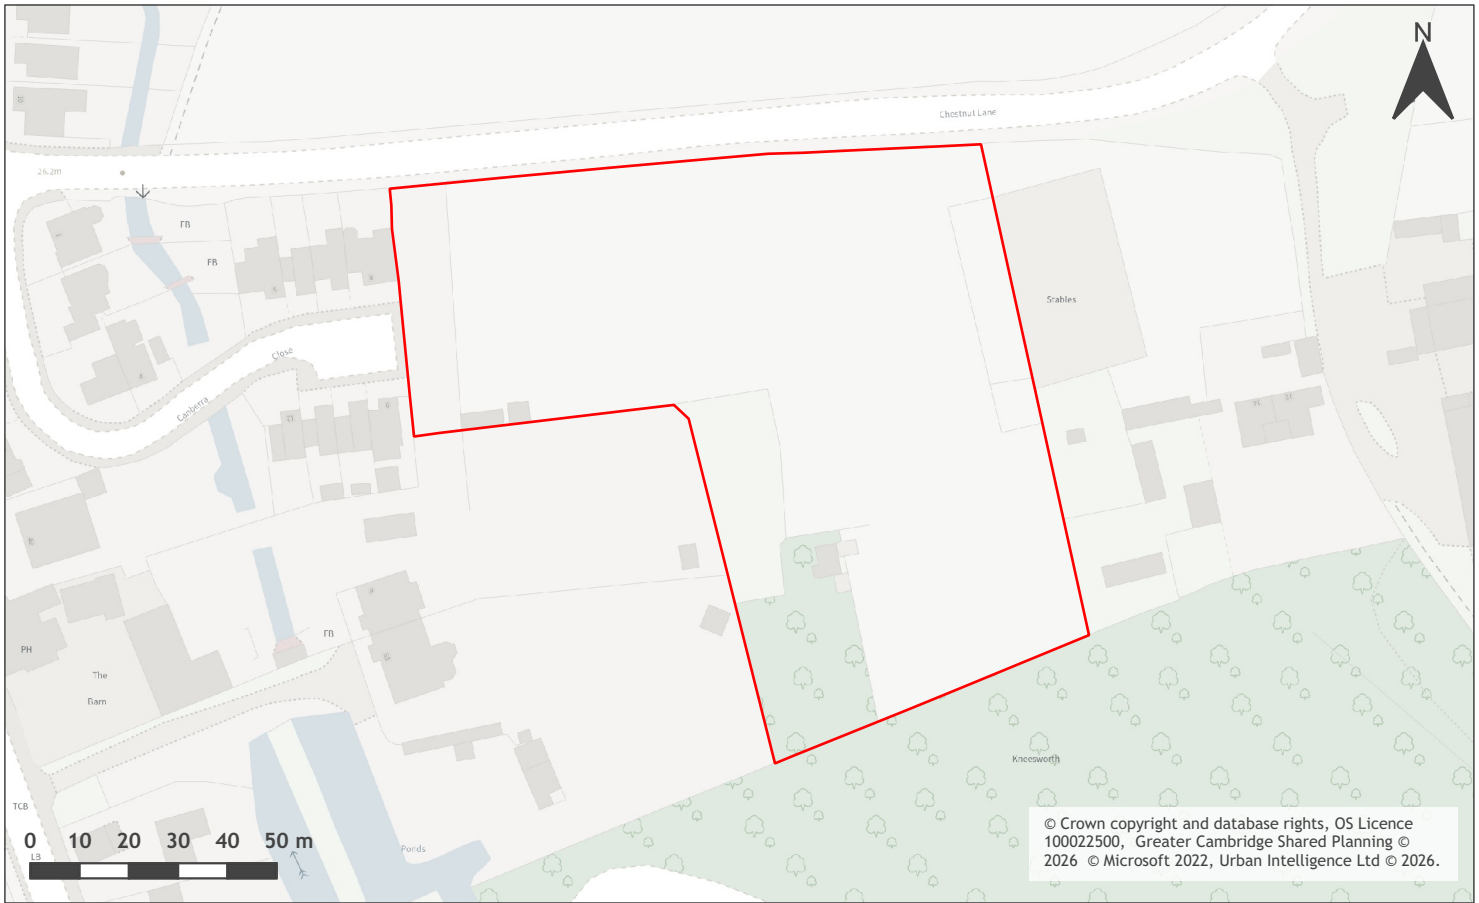 N
Chestnut Lane
26.2m
FB
FB
Stables
Close
Canberra
FB
PH
The
Barn
Kneesworth
TCB
Ponds
LB
0 10 20 30 40 50 m
© Crown copyright and database rights, OS Licence
100022500, Greater Cambridge Shared Planning ©
2026 © Microsoft 2022, Urban Intelligence Ltd © 2026.